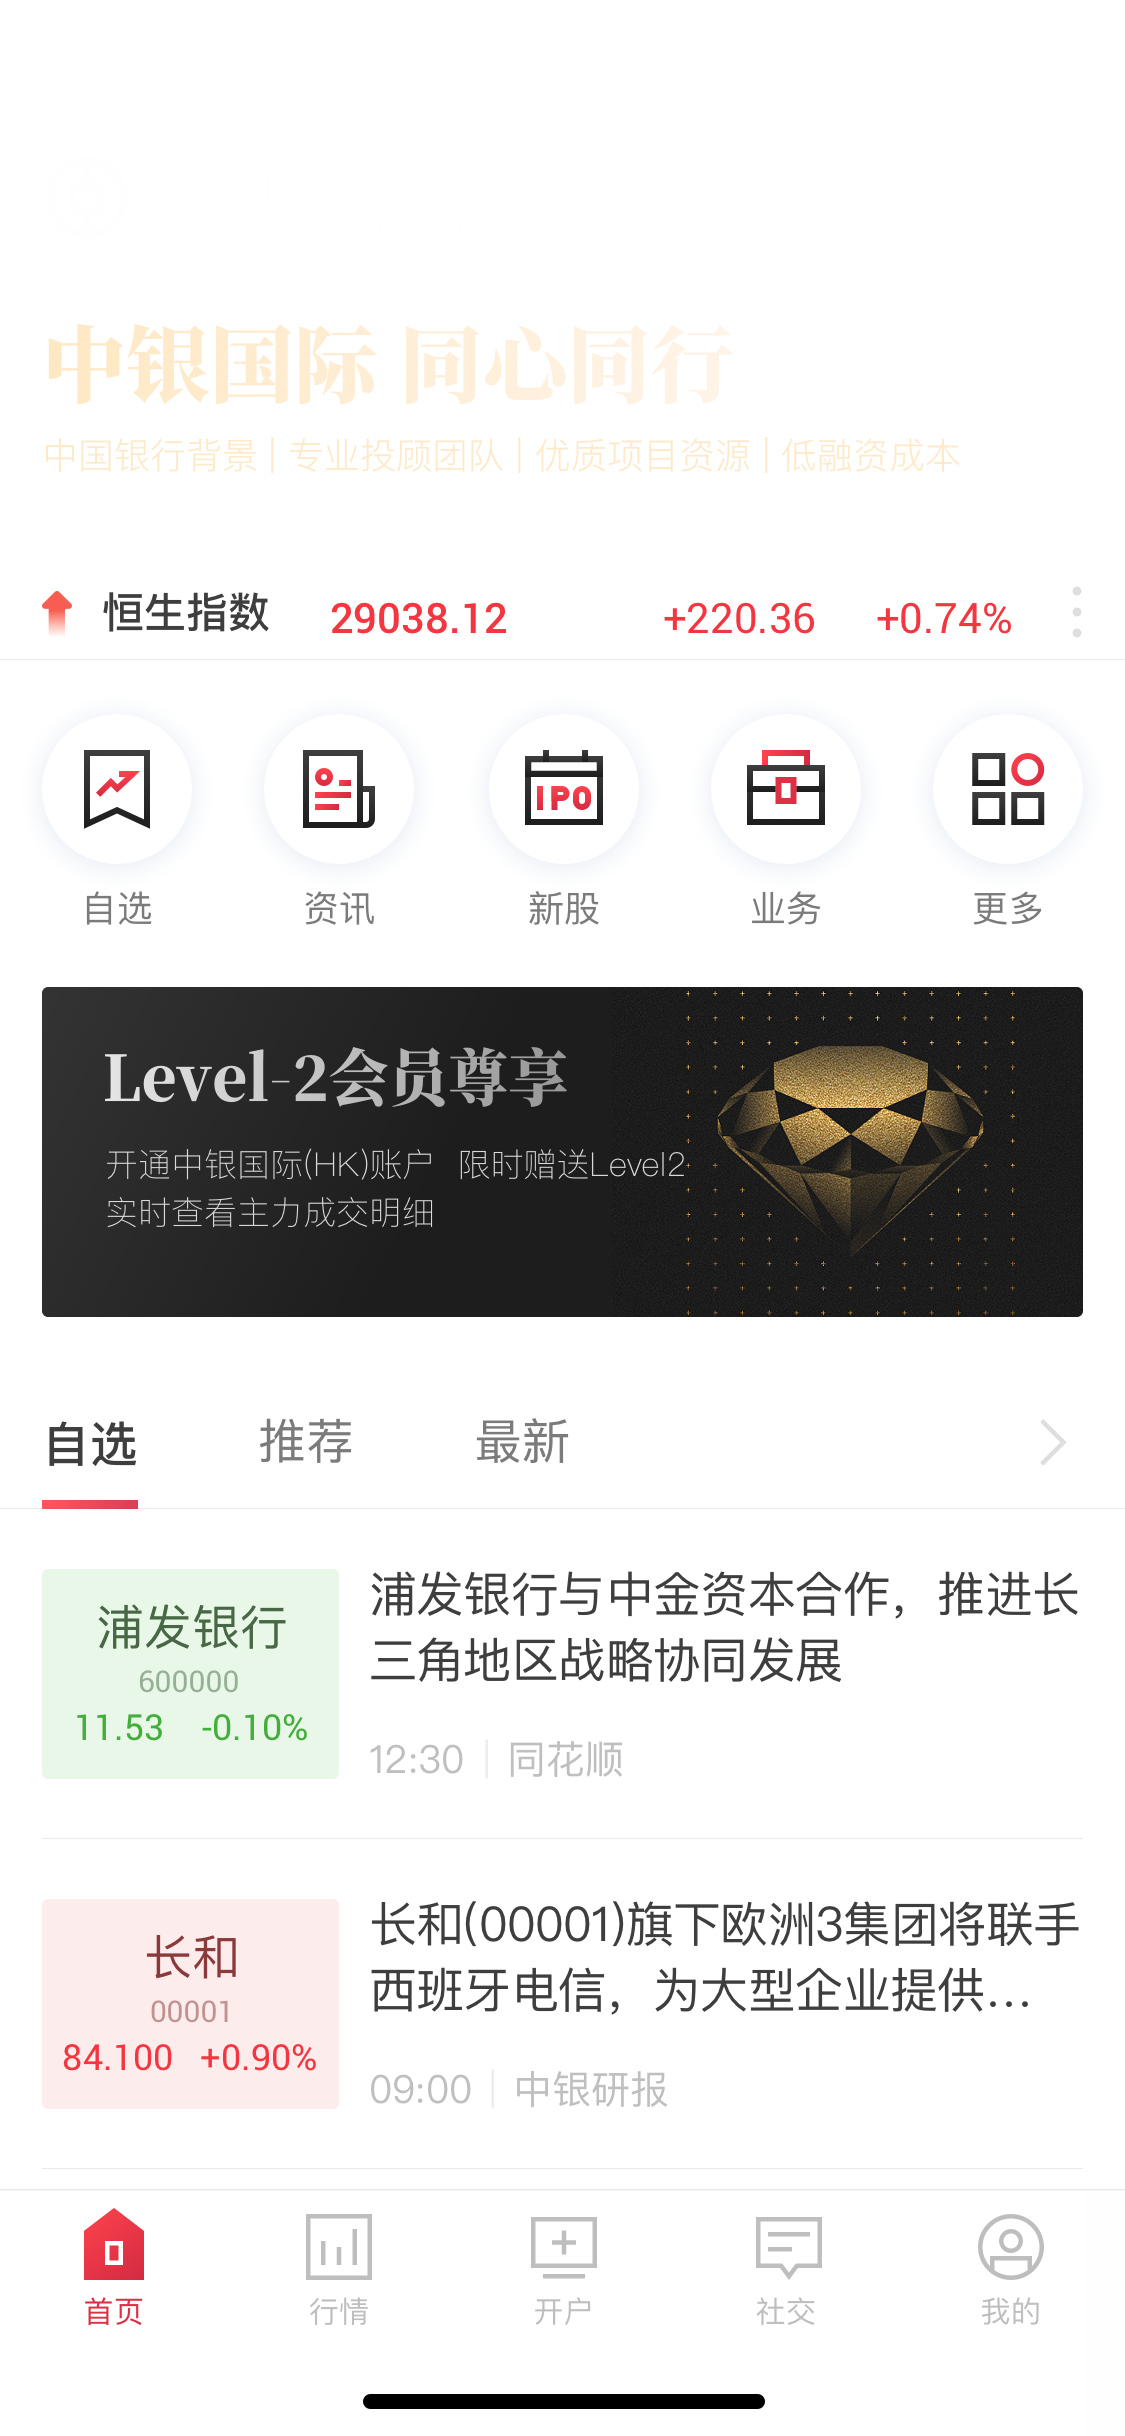 中银国际 同心同行
中国银行背景 | 专业投顾团队 | 优质项目资源 | 低融资成本
恒生指数 29038.12 +220.36 +0.74%
IPO
自选 资讯 新股 业务 更多
Level-2会员尊享
开通中银国际(HK)账户 限时赠送Level2
实时查看主力成交明细
自选 推荐 最新
浦发银行
600000
11.53 -0.10%
浦发银行与中金资本合作，推进长
三角地区战略协同发展
12:30 | 同花顺
长和
00001
84.100 +0.90%
长和(00001)旗下欧洲3集团将联手
西班牙电信，为大型企业提供...
09:00 | 中银研报
首页 行情 开户 社交 我的